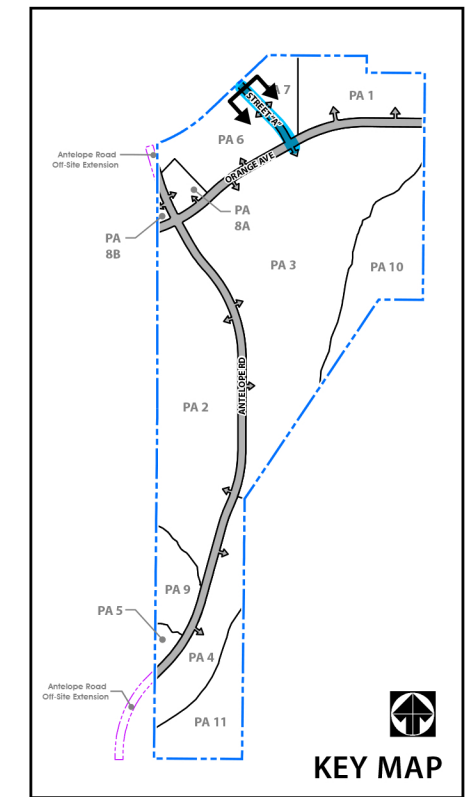 PA 7
PA 1
STREET "A"
PA 6
Antelope Road
Off-Site Extension
ORANGE AVE
PA
8A
PA
8B
PA 3
PA 10
ANTELOPE RD
PA 2
PA 9
PA 5
PA 4
Antelope Road
Off-Site Extension
PA 11
KEY MAP